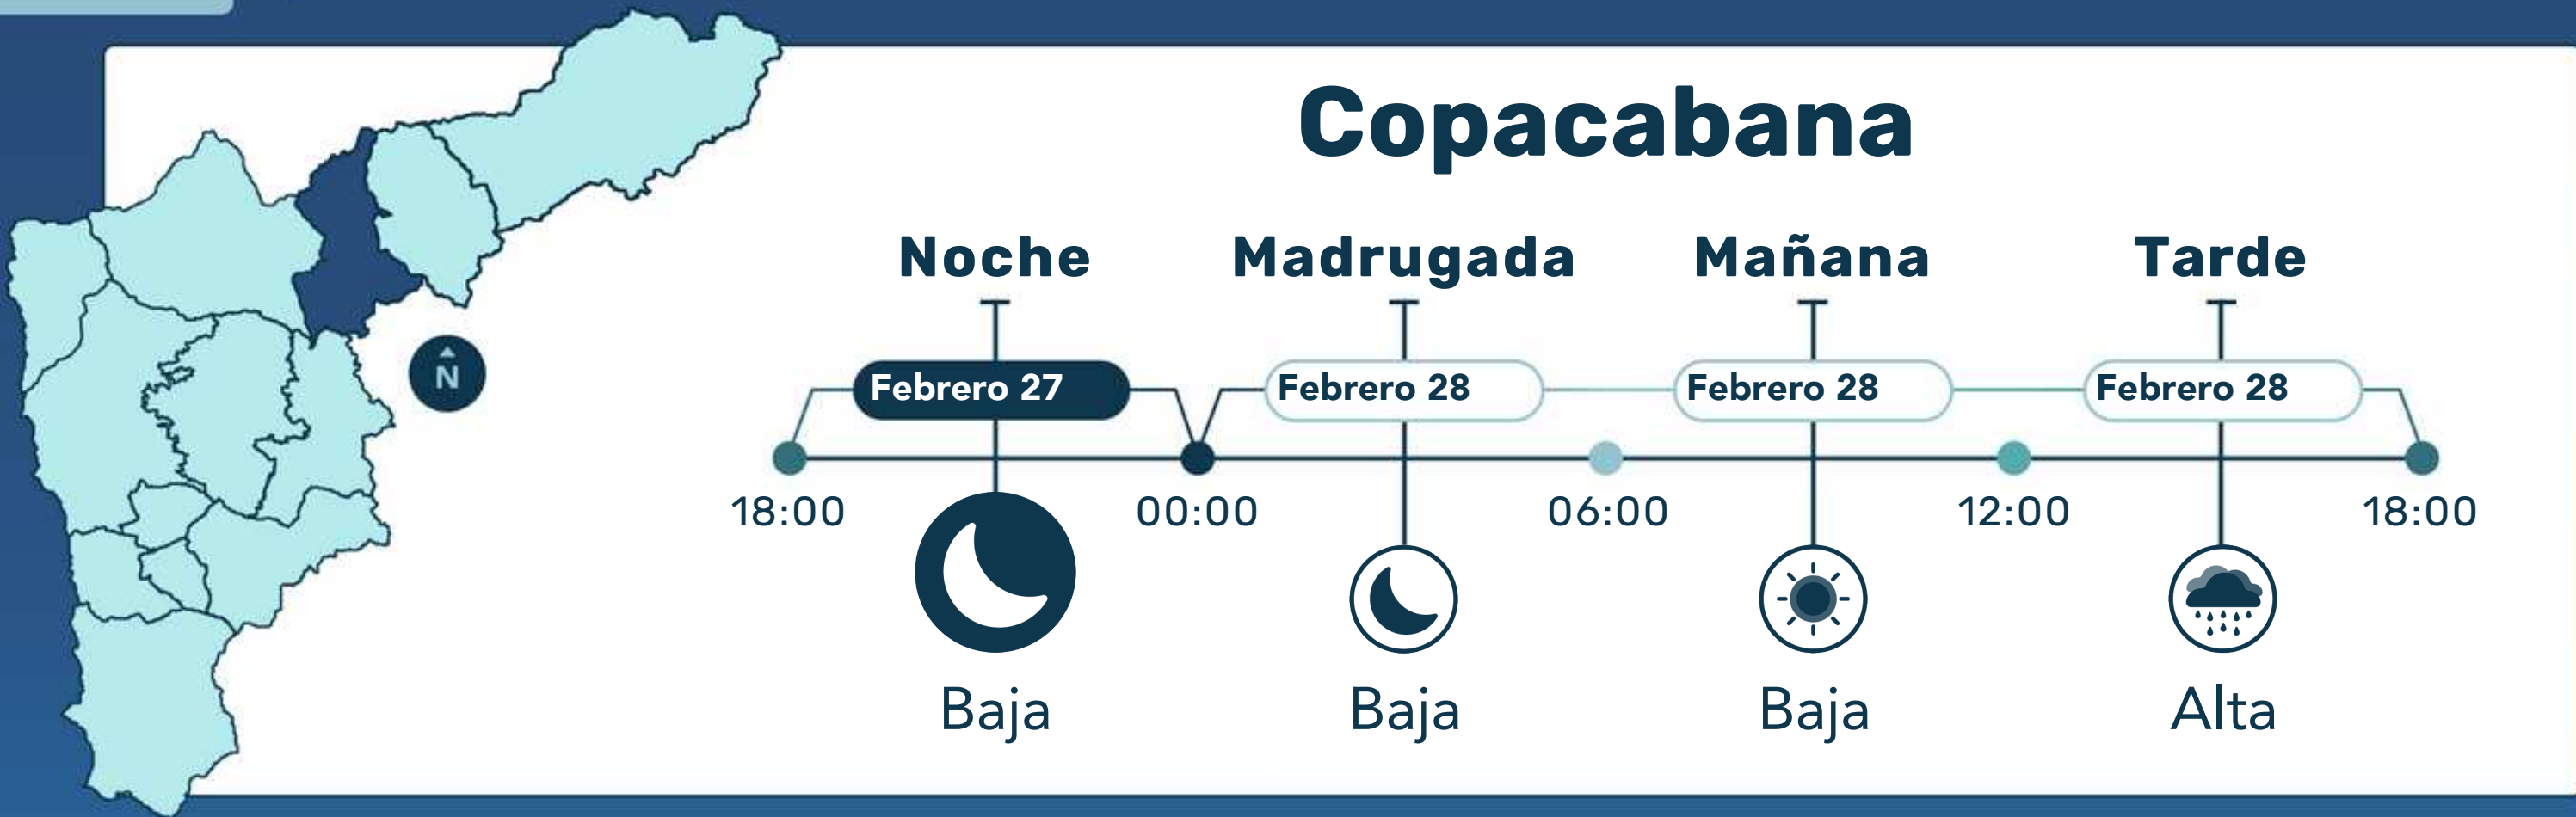 Copacabana
Noche Madrugada Mañana Tarde
Febrero 27 Febrero 28 Febrero 28 Febrero 28
N
18:00 00:00 06:00 12:00 18:00
Baja Baja Baja Alta